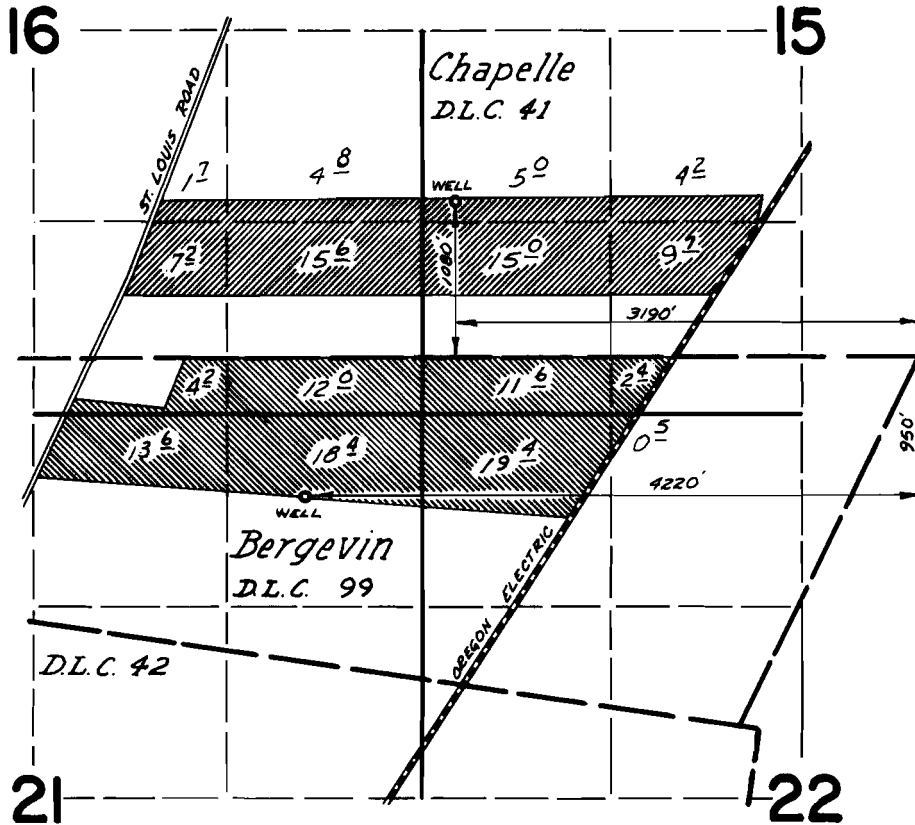 16
15
ST. LOUIS ROAD
Chapelle
D.L.C. 41
1 7
4 8
WELL
5 0
4 2
7 2
15 6
1080'
15 0
9 7
3190'
4 2
12 0
11 6
2 4
13 6
18 4
19 4
0 5
950'
4220'
WELL
Bergevin
D.L.C. 99
OREGON ELECTRIC
D.L.C. 42
21
22